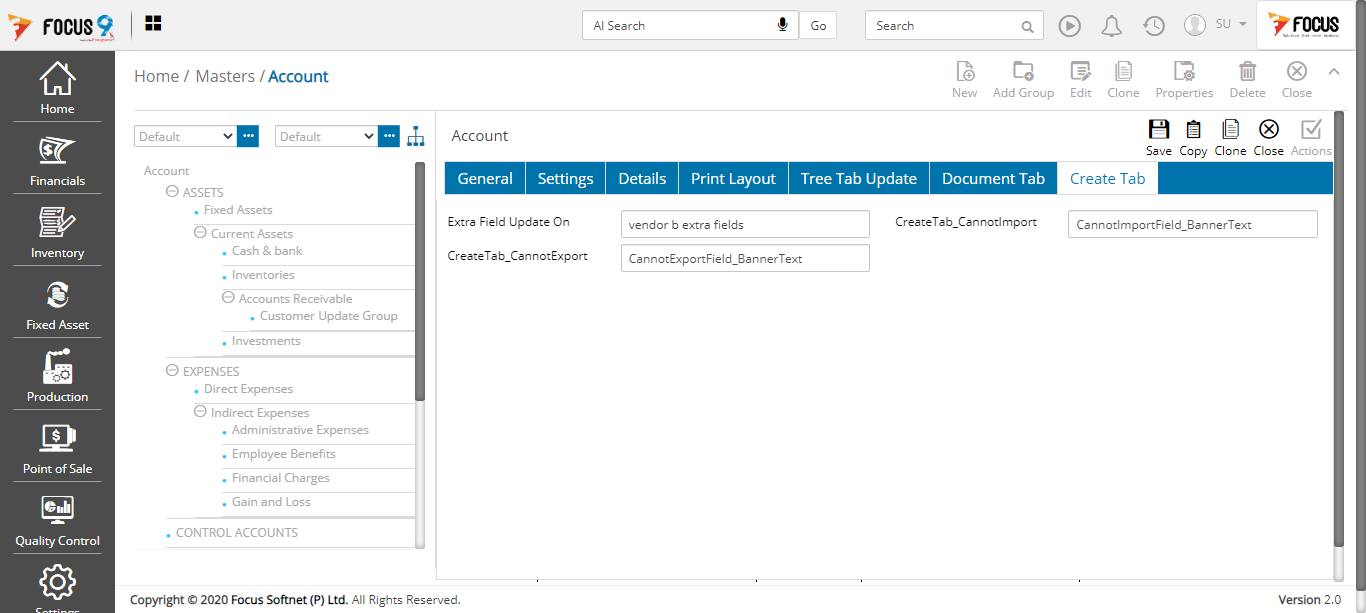 FOCUS 9
AI Search
Go
Search
SU
FOCUS
Home
Financials
Inventory
Fixed Asset
Production
Point of Sale
Quality Control
Settings
Home / Masters / Account
New
Add Group
Edit
Clone
Properties
Delete
Close
Default
Default
Account
ASSETS
Fixed Assets
Current Assets
Cash & bank
Inventories
Accounts Receivable
Customer Update Group
Investments
EXPENSES
Direct Expenses
Indirect Expenses
Administrative Expenses
Employee Benefits
Financial Charges
Gain and Loss
CONTROL ACCOUNTS
Account
Save
Copy
Clone
Close
Actions
General
Settings
Details
Print Layout
Tree Tab Update
Document Tab
Create Tab
Extra Field Update On
vendor b extra fields
CreateTab_CannotImport
CannotImportField_BannerText
CreateTab_CannotExport
CannotExportField_BannerText
Copyright © 2020 Focus Softnet (P) Ltd. All Rights Reserved.
Version 2.0